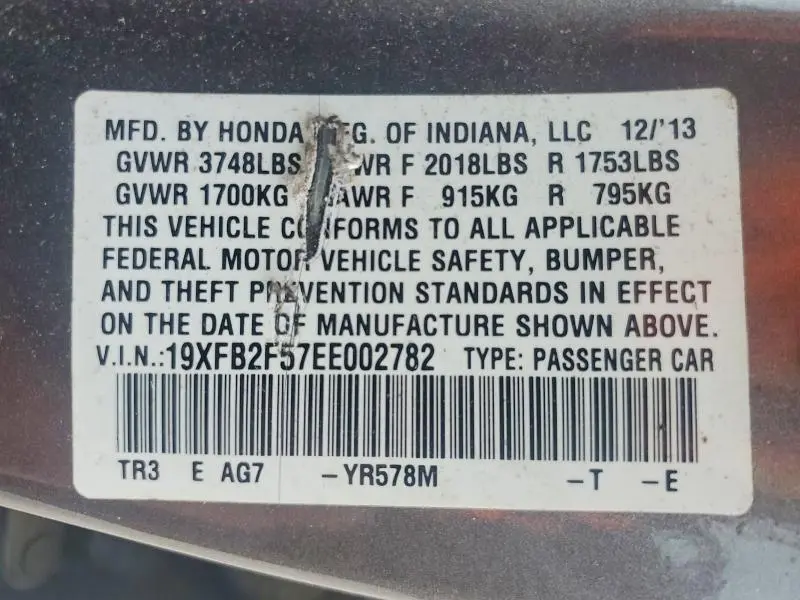 MFD. BY HONDA MFG. OF INDIANA, LLC 12/'13
GVWR 3748LBS GAWR F 2018LBS R 1753LBS
GVWR 1700KG GAWR F 915KG R 795KG
THIS VEHICLE CONFORMS TO ALL APPLICABLE
FEDERAL MOTOR VEHICLE SAFETY, BUMPER,
AND THEFT PREVENTION STANDARDS IN EFFECT
ON THE DATE OF MANUFACTURE SHOWN ABOVE.
V.I.N.:19XFB2F57EE002782 TYPE: PASSENGER CAR
TR3 E AG7 –YR578M –T –E